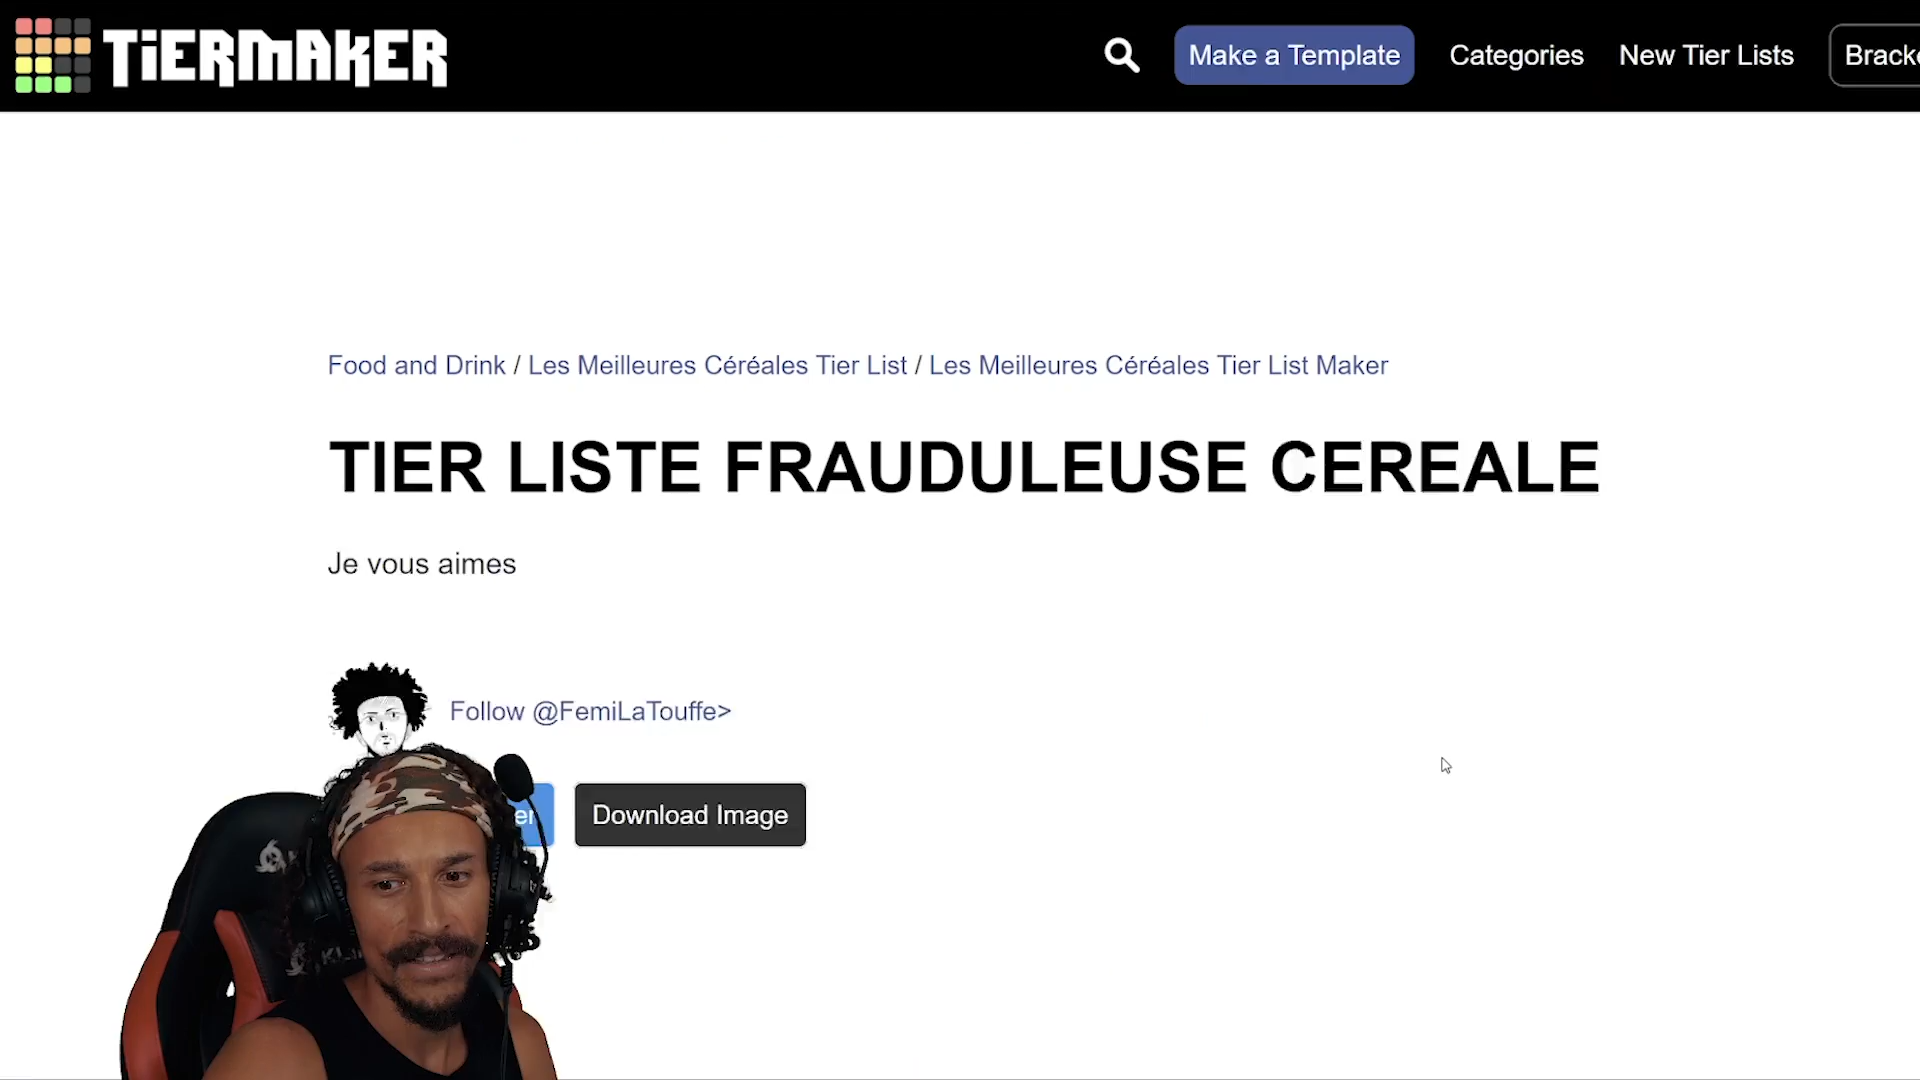 TiERMAKER
Make a Template
Categories
New Tier Lists
Food and Drink / Les Meilleures Céréales Tier List / Les Meilleures Céréales Tier List Maker
TIER LISTE FRAUDULEUSE CEREALE
Je vous aimes
Follow @FemiLaTouffe>
Download Image